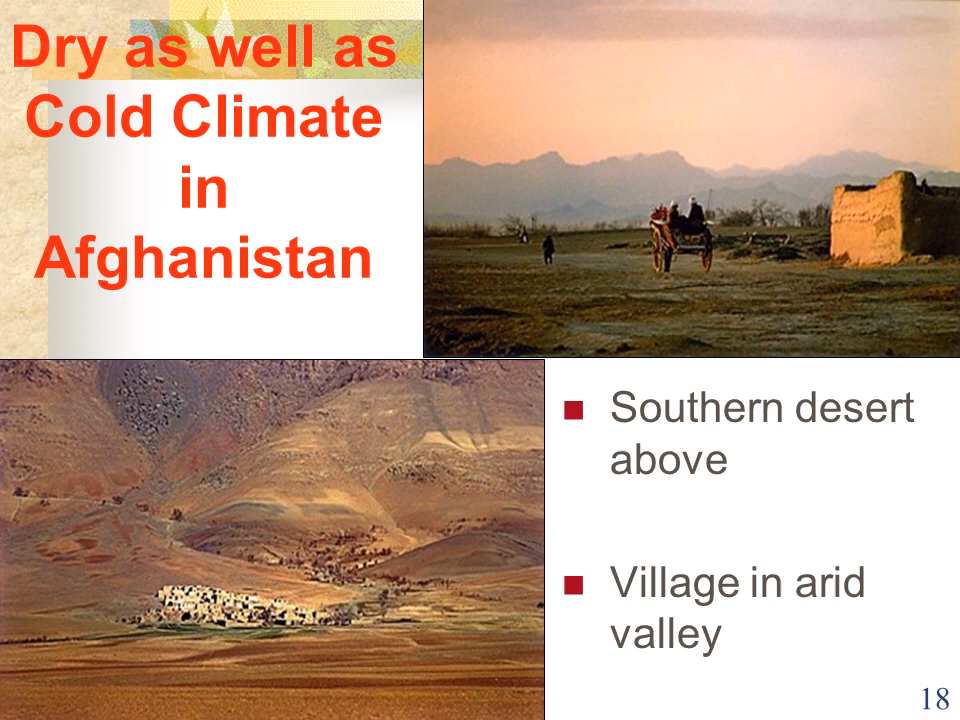 Dry as well as
Cold Climate
in
Afghanistan
Southern desert
above
Village in arid
valley
18